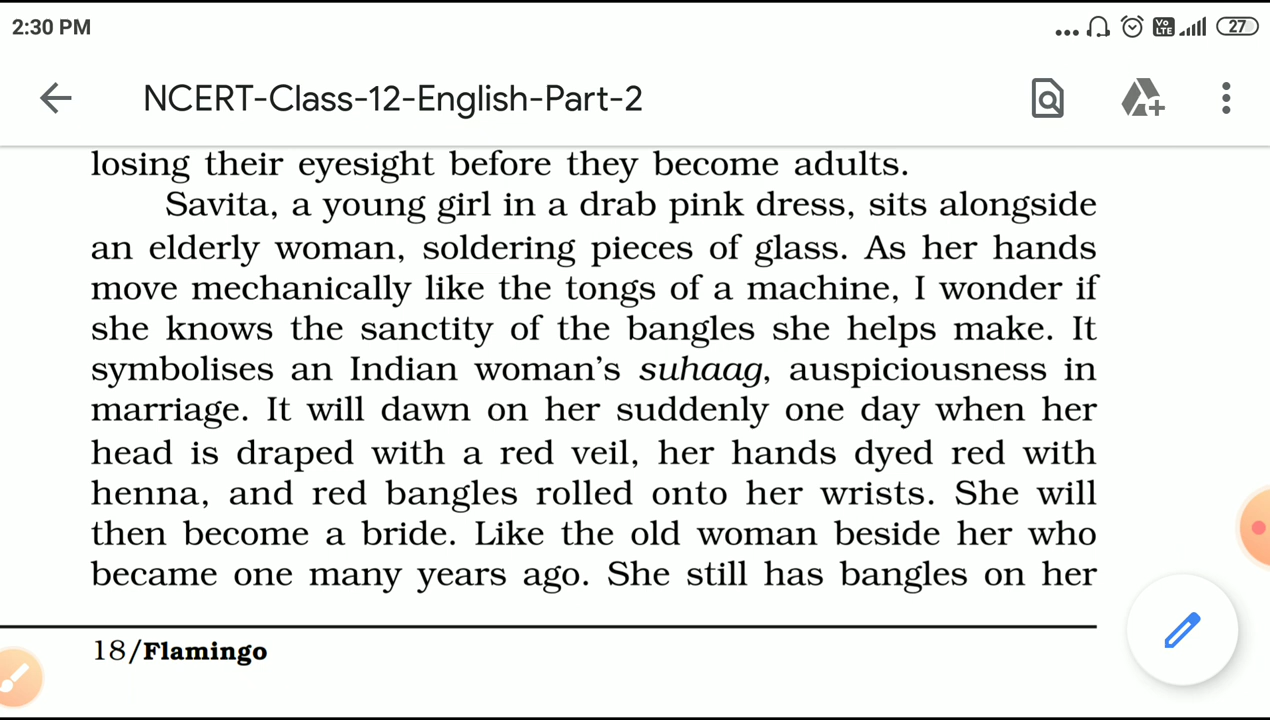 2:30 PM
Vo LTE
27
NCERT-Class-12-English-Part-2
losing their eyesight before they become adults.
Savita, a young girl in a drab pink dress, sits alongside
an elderly woman, soldering pieces of glass. As her hands
move mechanically like the tongs of a machine, I wonder if
she knows the sanctity of the bangles she helps make. It
symbolises an Indian woman’s suhaag, auspiciousness in
marriage. It will dawn on her suddenly one day when her
head is draped with a red veil, her hands dyed red with
henna, and red bangles rolled onto her wrists. She will
then become a bride. Like the old woman beside her who
became one many years ago. She still has bangles on her
18/Flamingo